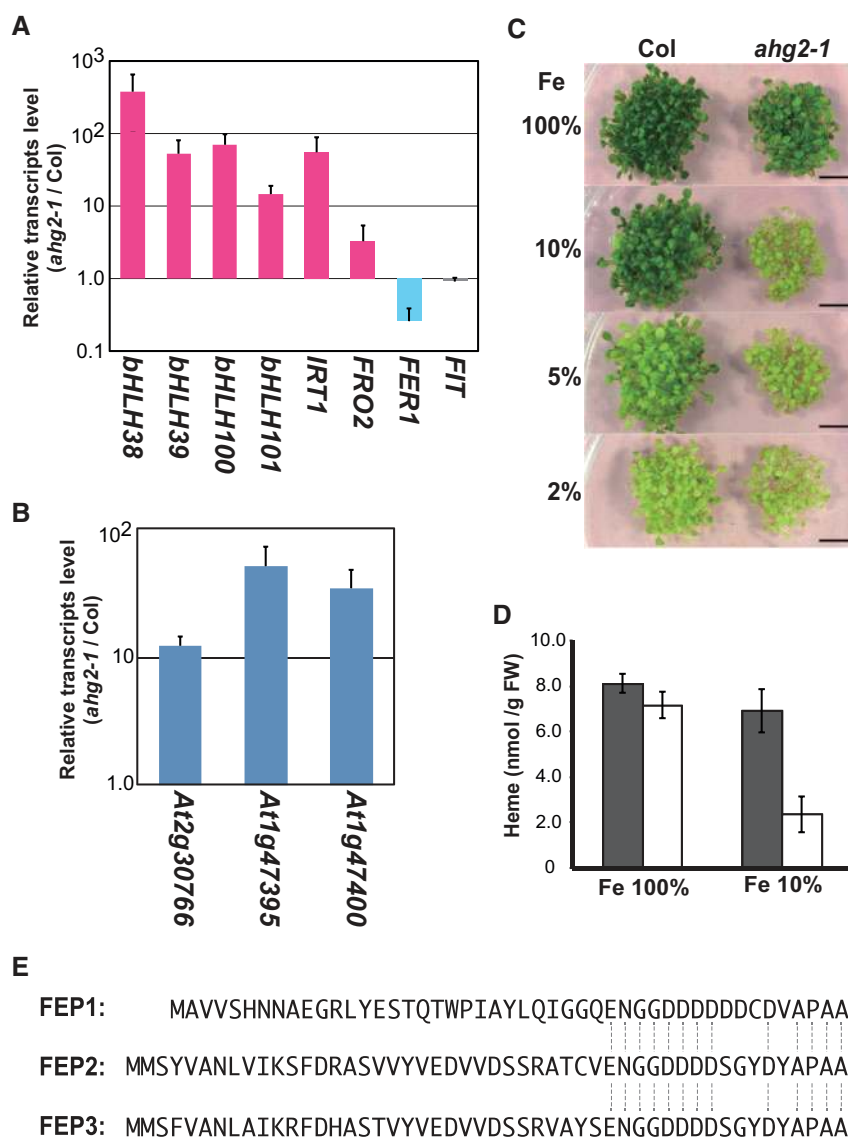 A
Relative transcripts level
(ahg2-1 / Col)
10³
10²
10
1.0
0.1
bHLH38
bHLH39
bHLH100
bHLH101
IRT1
FRO2
FER1
FIT
B
Relative transcripts level
(ahg2-1 / Col)
10²
10
1.0
At2g30766
At1g47395
At1g47400
C
Col
ahg2-1
Fe
100%
10%
5%
2%
D
Heme (nmol /g FW)
10.0
8.0
6.0
4.0
2.0
0
Fe 100%
Fe 10%
E
FEP1: MAVVSHNNAEGRLYESTQTWPIAYLQIGGQENGGDDDDDDDCDVAPAA
FEP2: MMSYVANLVIKSFDRASVVYVEDVVDSSRATCVENGGDDDDSGYDYAPAA
FEP3: MMSFVANLAIKRFDHASTVYVEDVVDSSRVAYSENGGDDDDSGYDYAPAA